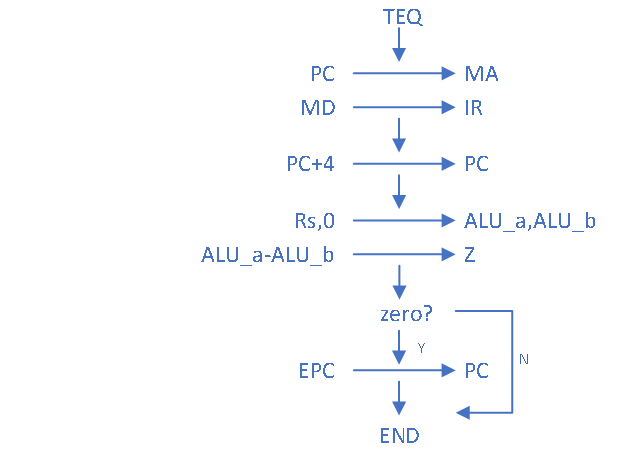 TEQ
PC MA
MD IR
PC+4 PC
Rs,0 ALU_a,ALU_b
ALU_a-ALU_b Z
zero?
Y
N
EPC PC
END